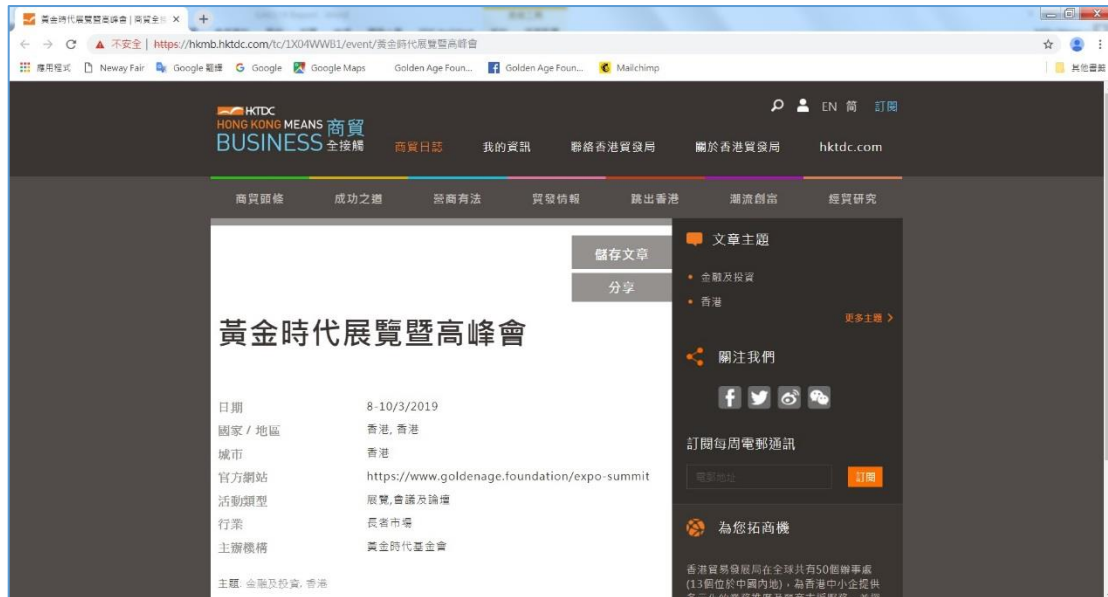 黃金時代展覽暨高峰會 | 商貿全
不安全 | https://hkmb.hktdc.com/tc/1X04WWB1/event/黃金時代展覽暨高峰會
應用程式 Neway Fair Google 翻譯 Google Google Maps Golden Age Foun... Golden Age Foun... Mailchimp 其他書籤
HKTDC
HONG KONG MEANS
BUSINESS
商貿
全接觸
EN 简 訂閱
商貿日誌 我的資訊 聯絡香港貿發局 關於香港貿發局 hktdc.com
商貿頭條 成功之道 營商有法 貿發情報 跳出香港 潮流創富 經貿研究
儲存文章
分享
黃金時代展覽暨高峰會
日期 8-10/3/2019
國家 / 地區 香港, 香港
城市 香港
官方網站 https://www.goldenage.foundation/expo-summit
活動類型 展覽,會議及論壇
行業 長者市場
主辦機構 黃金時代基金會
主題: 金融及投資, 香港
文章主題
金融及投資
香港
更多主題
關注我們
訂閱每周電郵通訊
電郵地址 訂閱
為您拓商機
香港貿易發展局在全球共有50個辦事處
(13個位於中國內地)，為香港中小企提供